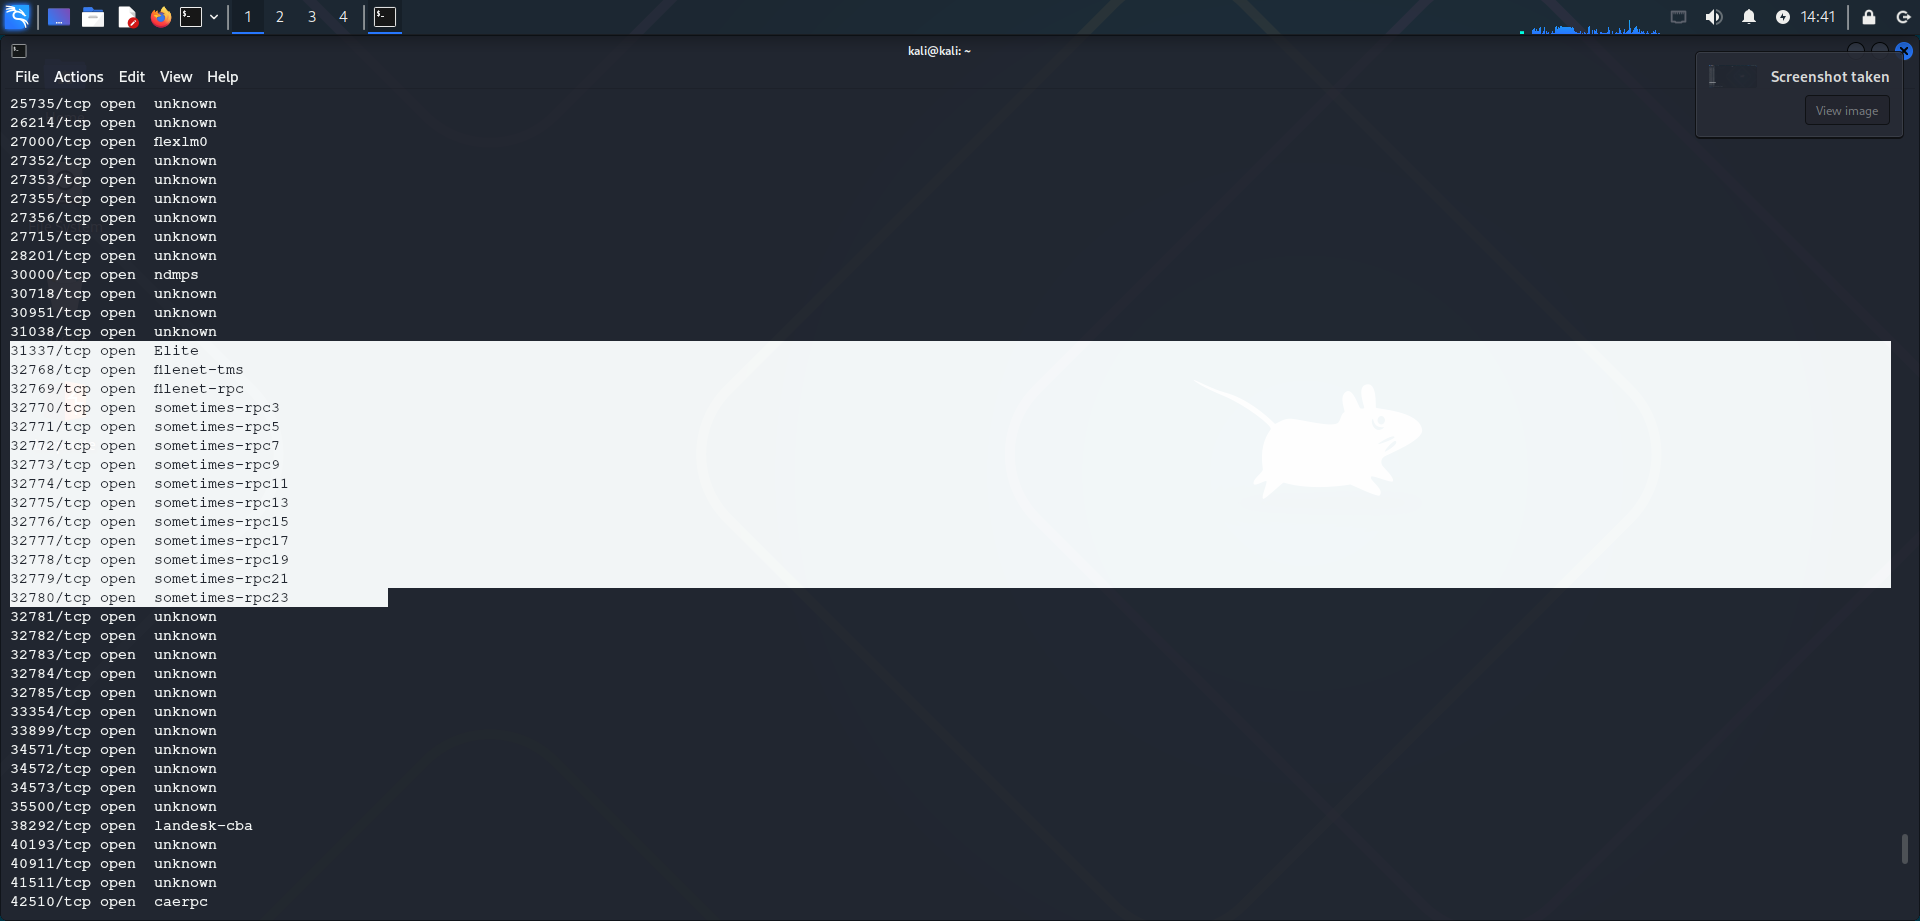 1 2 3 4 14:41
kali@kali: ~
File Actions Edit View Help
Screenshot taken
View image
25735/tcp open unknown
26214/tcp open unknown
27000/tcp open flexlm0
27352/tcp open unknown
27353/tcp open unknown
27355/tcp open unknown
27356/tcp open unknown
27715/tcp open unknown
28201/tcp open unknown
30000/tcp open ndmps
30718/tcp open unknown
30951/tcp open unknown
31038/tcp open unknown
31337/tcp open Elite
32768/tcp open filenet-tms
32769/tcp open filenet-rpc
32770/tcp open sometimes-rpc3
32771/tcp open sometimes-rpc5
32772/tcp open sometimes-rpc7
32773/tcp open sometimes-rpc9
32774/tcp open sometimes-rpc11
32775/tcp open sometimes-rpc13
32776/tcp open sometimes-rpc15
32777/tcp open sometimes-rpc17
32778/tcp open sometimes-rpc19
32779/tcp open sometimes-rpc21
32780/tcp open sometimes-rpc23
32781/tcp open unknown
32782/tcp open unknown
32783/tcp open unknown
32784/tcp open unknown
32785/tcp open unknown
33354/tcp open unknown
33899/tcp open unknown
34571/tcp open unknown
34572/tcp open unknown
34573/tcp open unknown
35500/tcp open unknown
38292/tcp open landesk-cba
40193/tcp open unknown
40911/tcp open unknown
41511/tcp open unknown
42510/tcp open caerpc